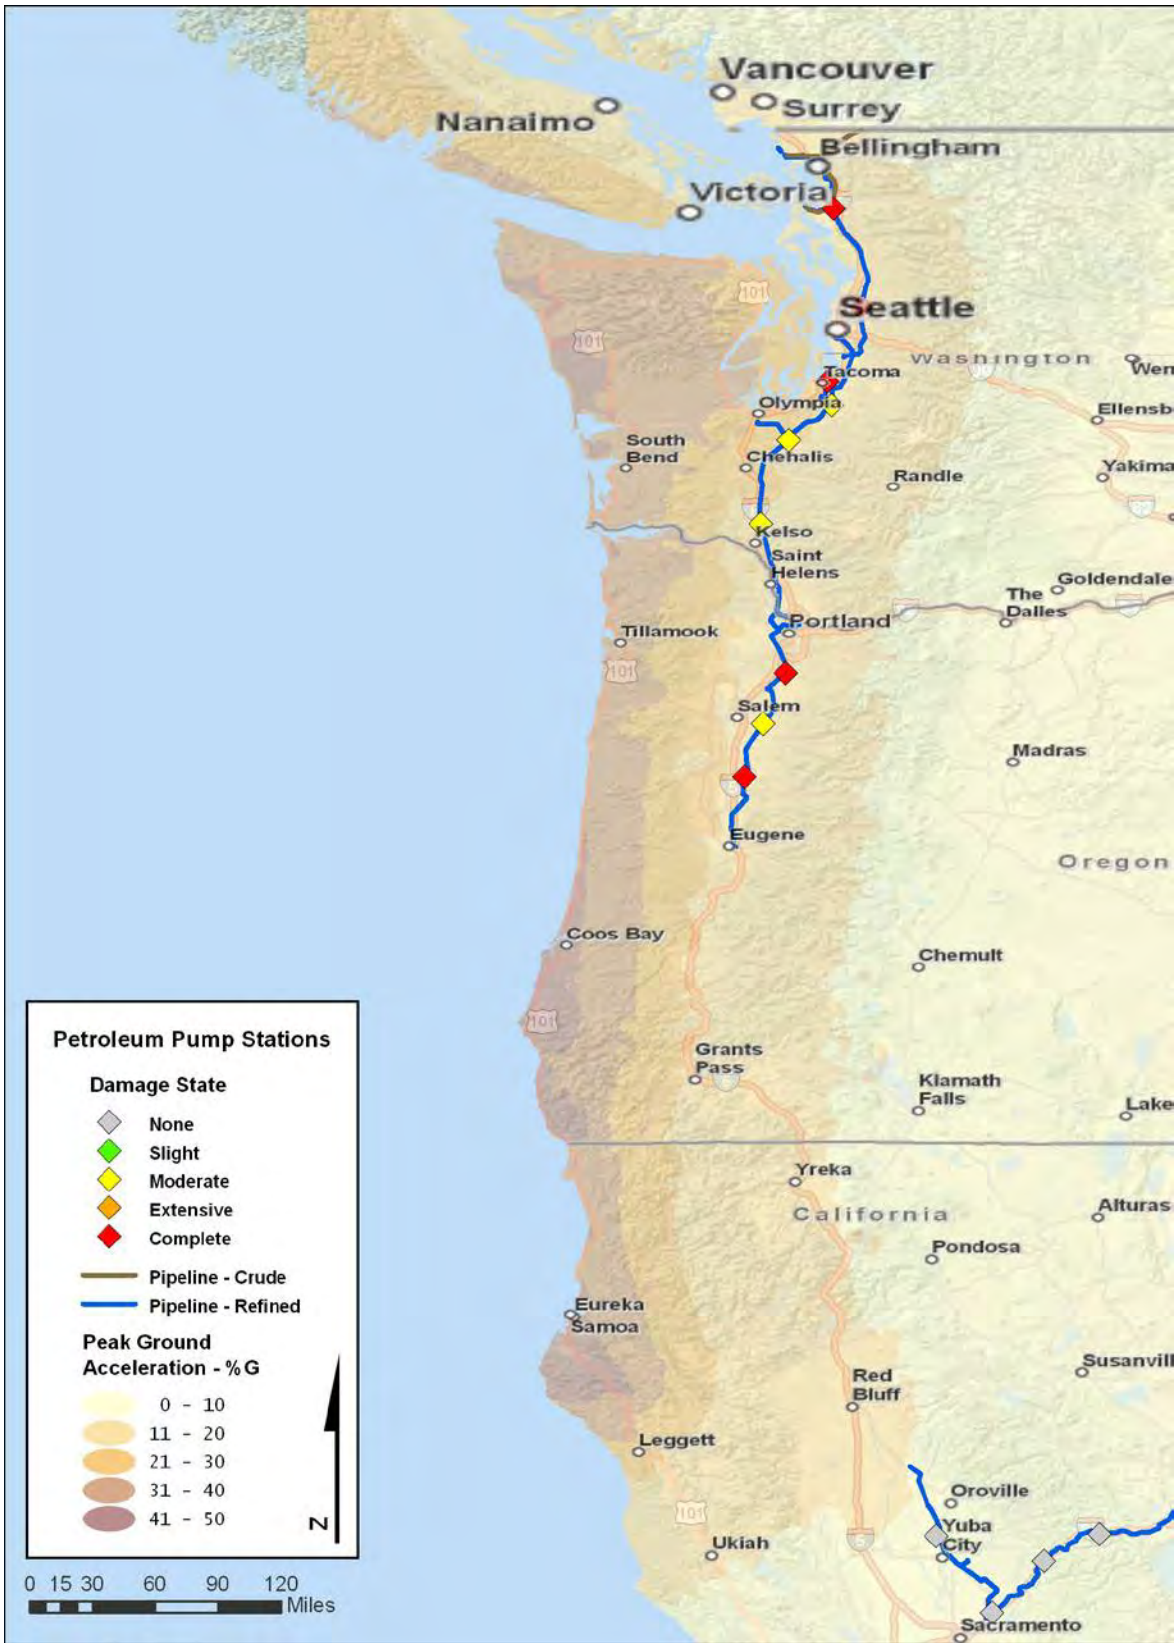 Vancouver
Surrey
Nanaimo
Bellingham
Victoria
101
Seattle
101
Washington
Wen
Tacoma
Olympia
Ellensb
South
Bend
Chehalis
Yakima
Randle
Kelso
Saint
Helens
Goldendale
The
Dalles
Portland
Tillamook
101
Salem
Madras
Eugene
Oregon
Coos Bay
Chemult
101
Grants
Pass
Klamath
Falls
Lake
Yreka
California
Alturas
Pondosa
Eureka
Samoa
Susanvill
Red
Bluff
Leggett
Oroville
101
Yuba
City
5
Ukiah
Sacramento
Petroleum Pump Stations
Damage State
None
Slight
Moderate
Extensive
Complete
Pipeline - Crude
Pipeline - Refined
Peak Ground
Acceleration - %G
0 - 10
11 - 20
21 - 30
31 - 40
41 - 50
N
0 15 30 60 90 120
Miles